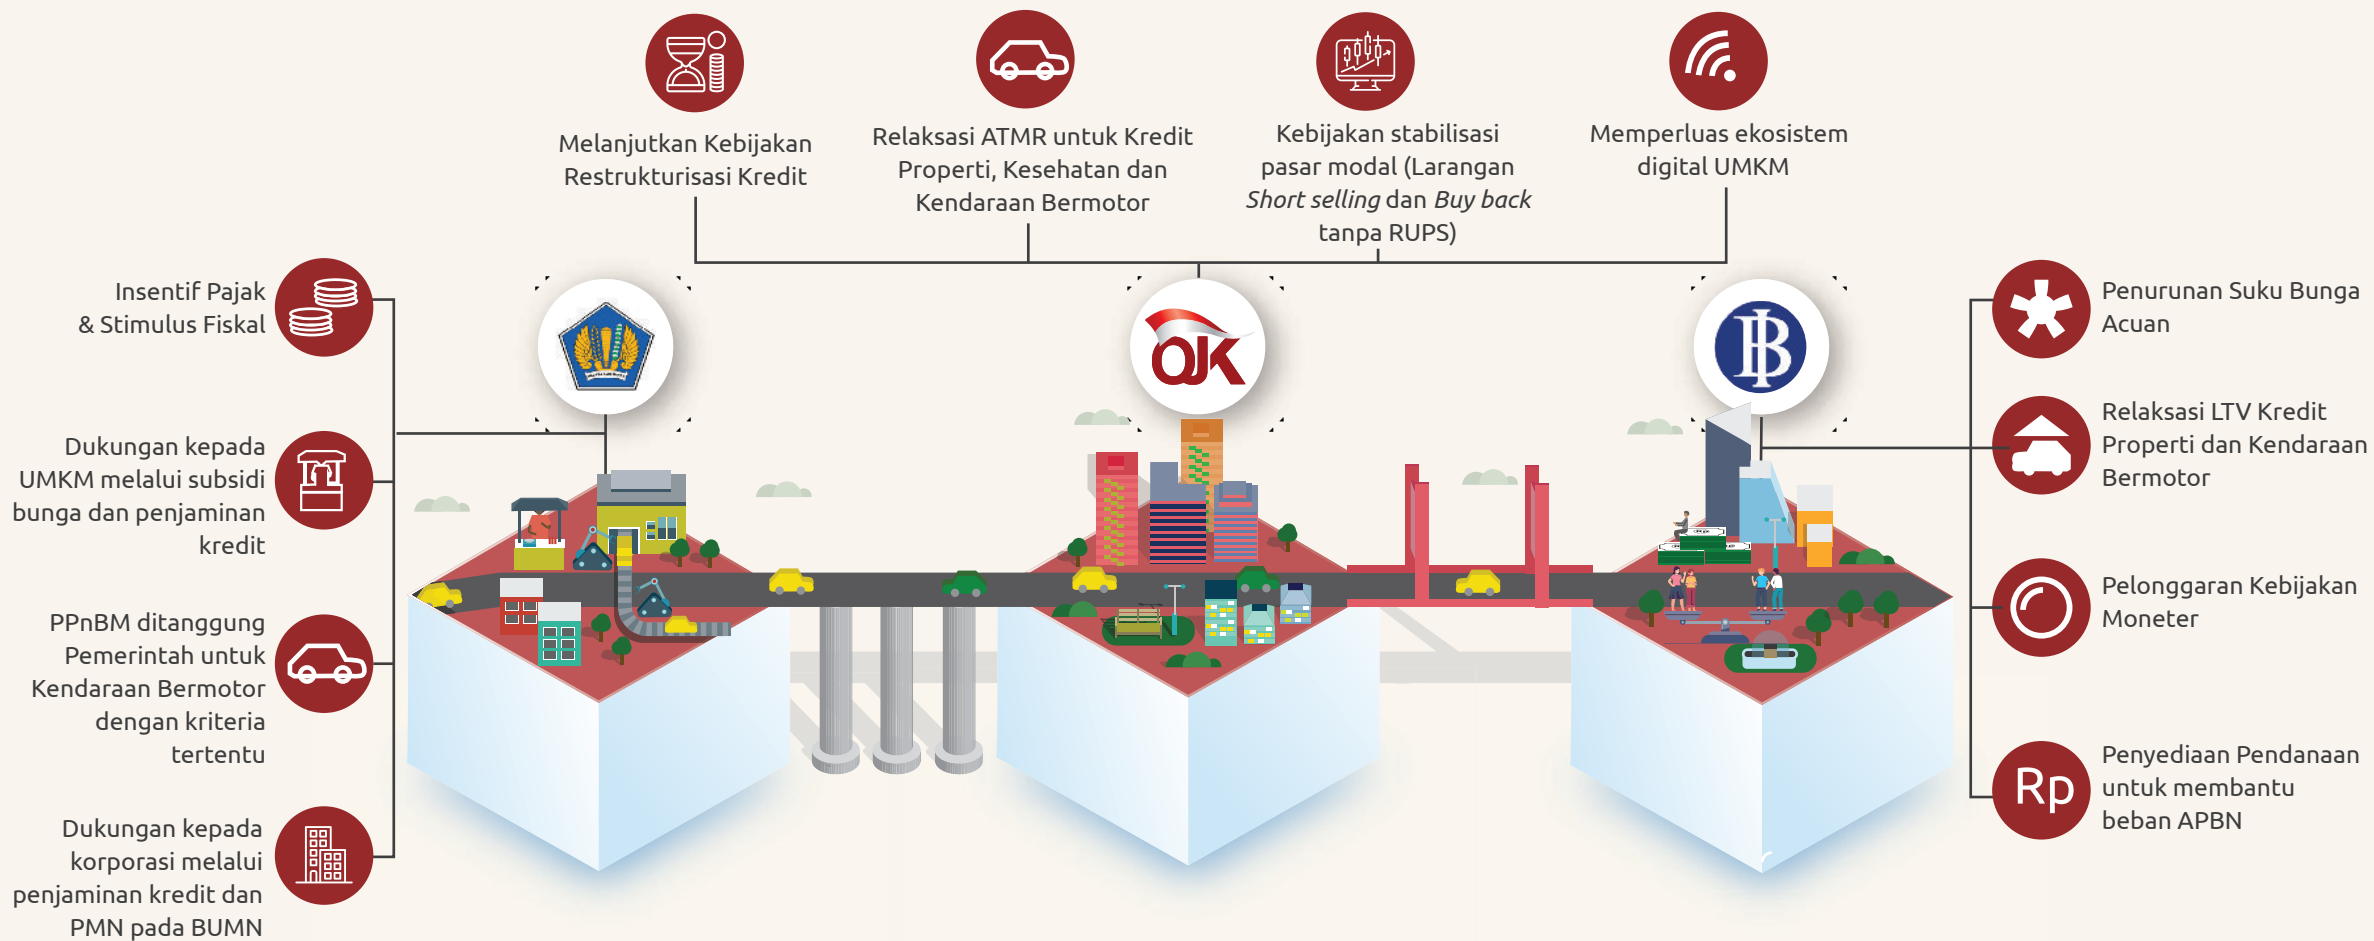 Melanjutkan Kebijakan
Restrukturisasi Kredit
Relaksasi ATMR untuk Kredit
Properti, Kesehatan dan
Kendaraan Bermotor
Kebijakan stabilisasi
pasar modal (Larangan
Short selling dan Buy back
tanpa RUPS)
Memperluas ekosistem
digital UMKM
Insentif Pajak
& Stimulus Fiskal
Dukungan kepada
UMKM melalui subsidi
bunga dan penjaminan
kredit
PPnBM ditanggung
Pemerintah untuk
Kendaraan Bermotor
dengan kriteria
tertentu
Dukungan kepada
korporasi melalui
penjaminan kredit dan
PMN pada BUMN
OJK
Penurunan Suku Bunga
Acuan
Relaksasi LTV Kredit
Properti dan Kendaraan
Bermotor
Pelonggaran Kebijakan
Moneter
Rp
Penyediaan Pendanaan
untuk membantu
beban APBN